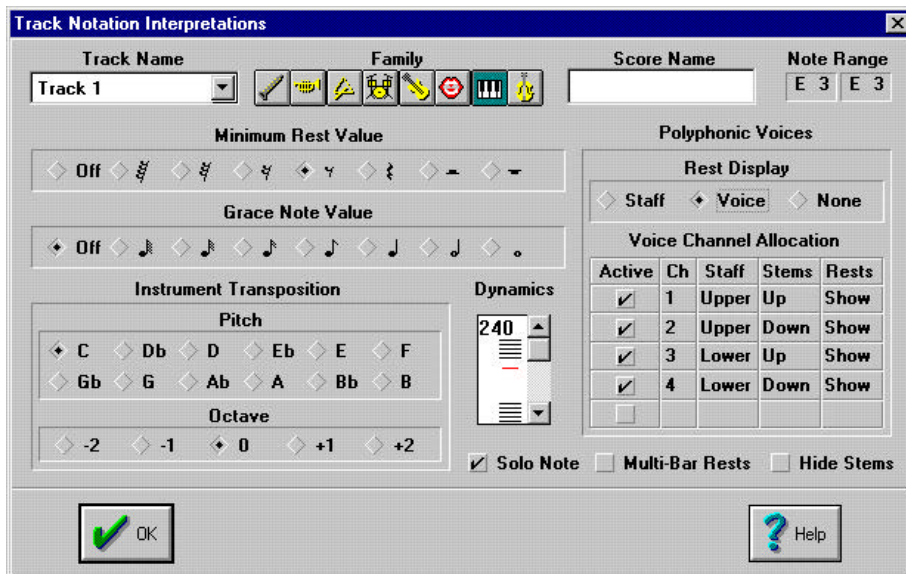 Track Notation Interpretations
Track Name Family Score Name Note Range
Track 1 E 3 E 3
Minimum Rest Value Polyphonic Voices
Off
Rest Display
Staff Voice None
Grace Note Value
Off
Voice Channel Allocation
Active Ch Staff Stems Rests
1 Upper Up Show
2 Upper Down Show
3 Lower Up Show
4 Lower Down Show
Instrument Transposition Dynamics
Pitch
240
C Db D Eb E F
Gb G Ab A Bb B
Octave
-2 -1 0 +1 +2
Solo Note Multi-Bar Rests Hide Stems
OK Help